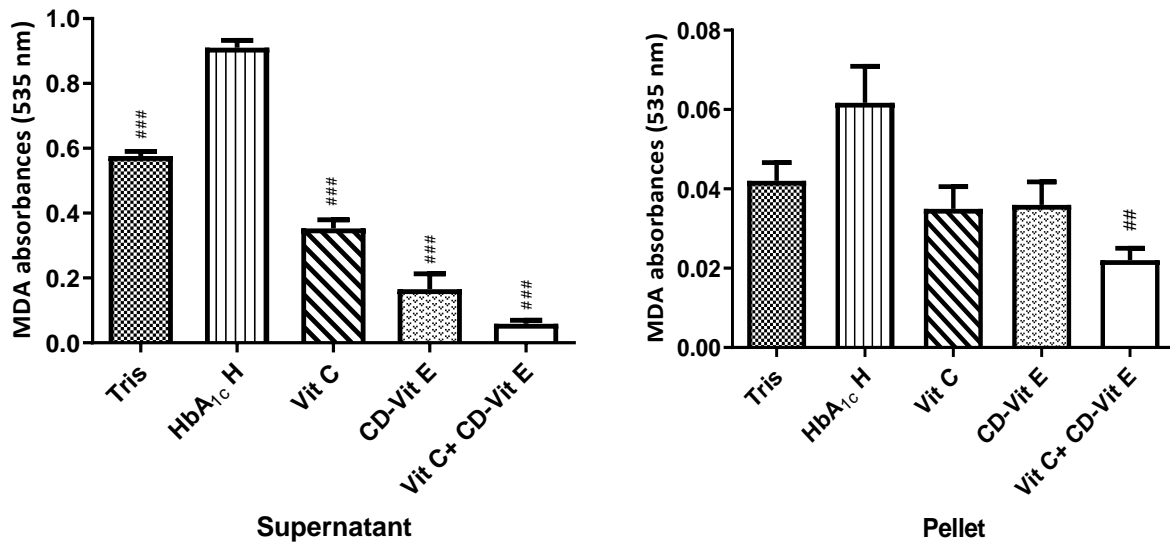 MDA absorbances (535 nm)
1.0
0.8
0.6
0.4
0.2
0.0
###
###
###
###
Tris
HbA1c H
Vit C
CD-Vit E
Vit C+ CD-Vit E
Supernatant
MDA absorbances (535 nm)
0.08
0.06
0.04
0.02
0.00
##
Tris
HbA1c H
Vit C
CD-Vit E
Vit C+ CD-Vit E
Pellet